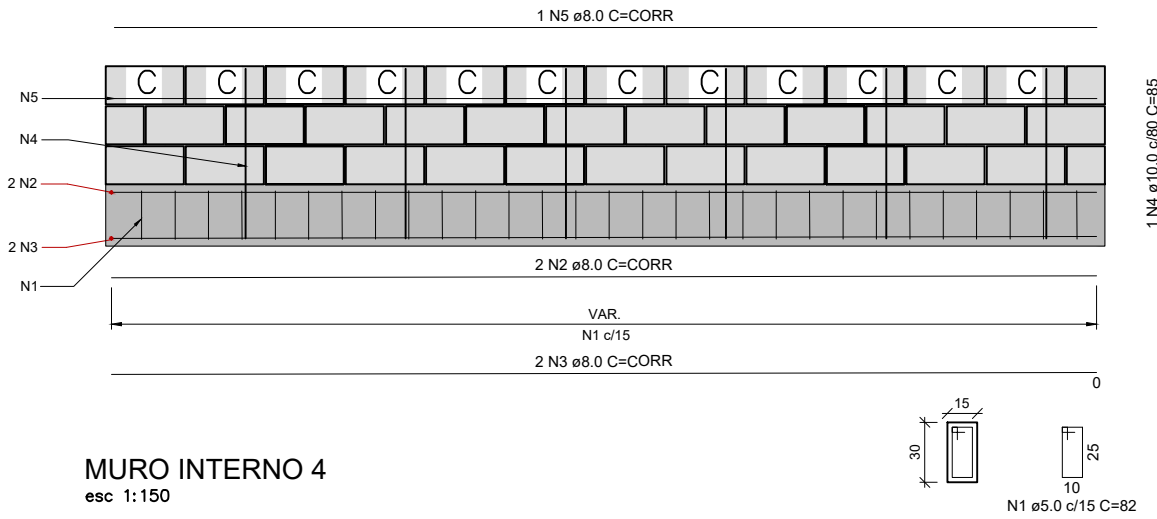 1 N5 ø8.0 C=CORR
C C C C C C C C C C C C
N5
N4
2 N2
2 N3
N1
1 N4 ø10.0 c/80 C=85
2 N2 ø8.0 C=CORR
VAR.
N1 c/15
2 N3 ø8.0 C=CORR
0
MURO INTERNO 4
esc 1:150
15
30
25
10
N1 ø5.0 c/15 C=82